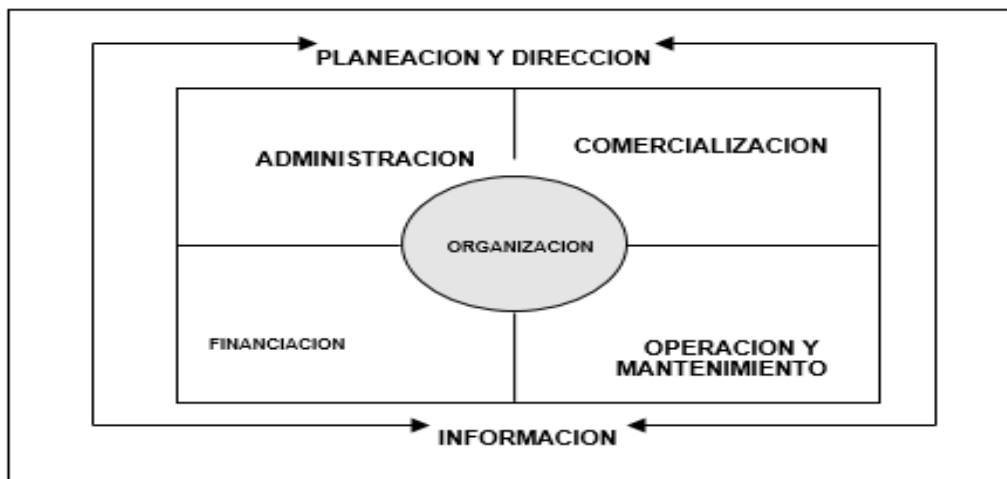 PLANEACION Y DIRECCION
ADMINISTRACION
COMERCIALIZACION
ORGANIZACION
FINANCIACION
OPERACION Y
MANTENIMIENTO
INFORMACION